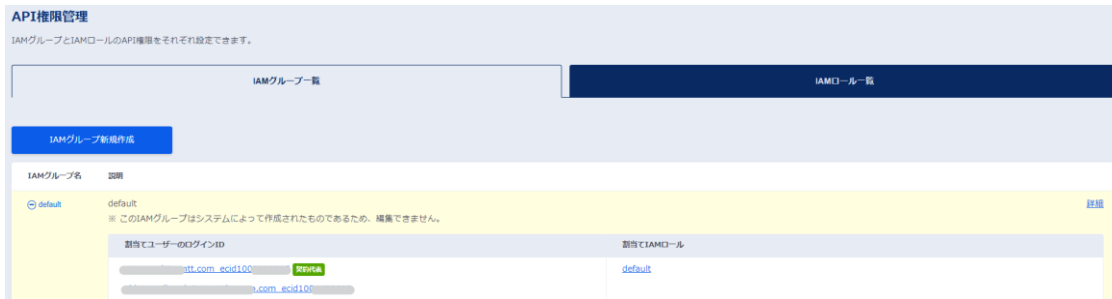 API権限管理
IAMグループとIAMロールのAPI権限をそれぞれ設定できます。
IAMグループ一覧
IAMロール一覧
IAMグループ新規作成
IAMグループ名 説明
default default 詳細
※ このIAMグループはシステムによって作成されたものであるため、編集できません。
割当てユーザーのログインID 割当てIAMロール
att.com_ecid100 契約代表 default
.com_ecid100